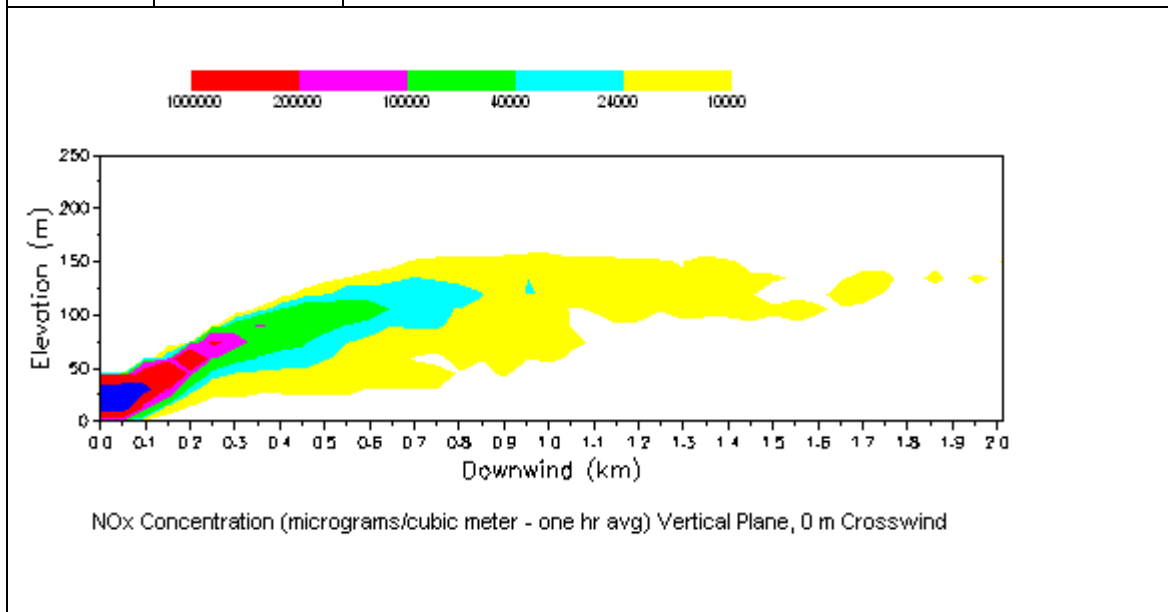 1000000 200000 100000 40000 24000 10000
250
200
150
100
50
0
Elevation (m)
0.0 0.1 0.2 0.3 0.4 0.5 0.6 0.7 0.8 0.9 1.0 1.1 1.2 1.3 1.4 1.5 1.6 1.7 1.8 1.9 2.0
Downwind (km)
NOx Concentration (micrograms/cubic meter - one hr avg) Vertical Plane, 0 m Crosswind